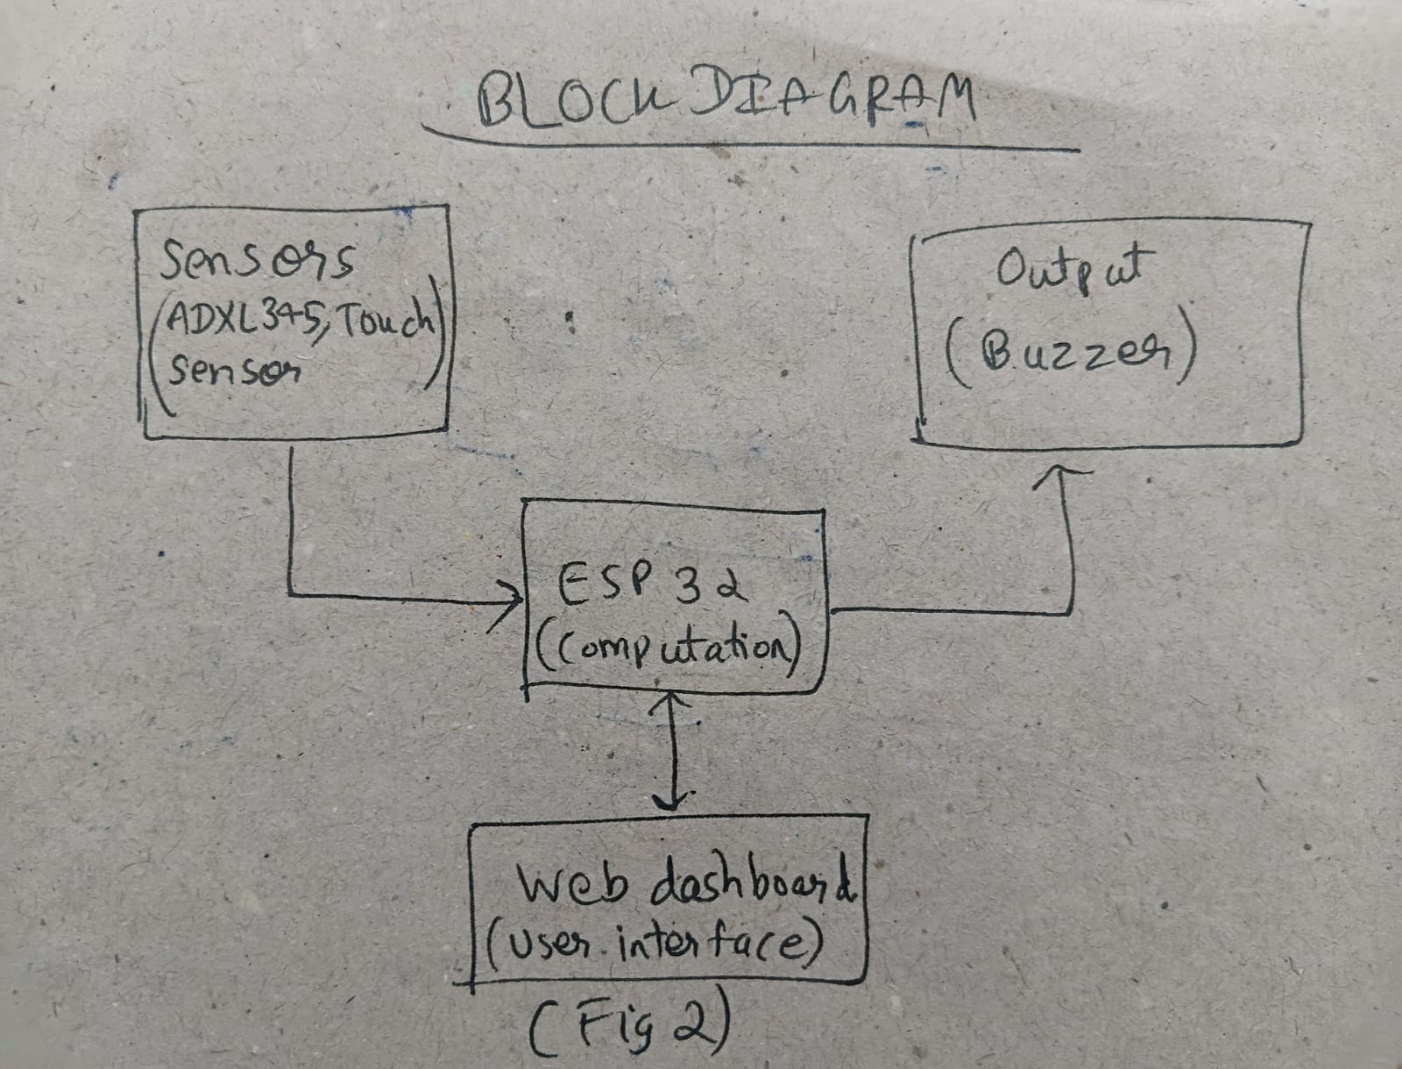 BLOCK DIAGRAM
Sensors
(ADXL345, Touch
sensor)
Output
(Buzzer)
ESP 32
(Computation)
Web dashboard
(user interface)
(Fig 2)